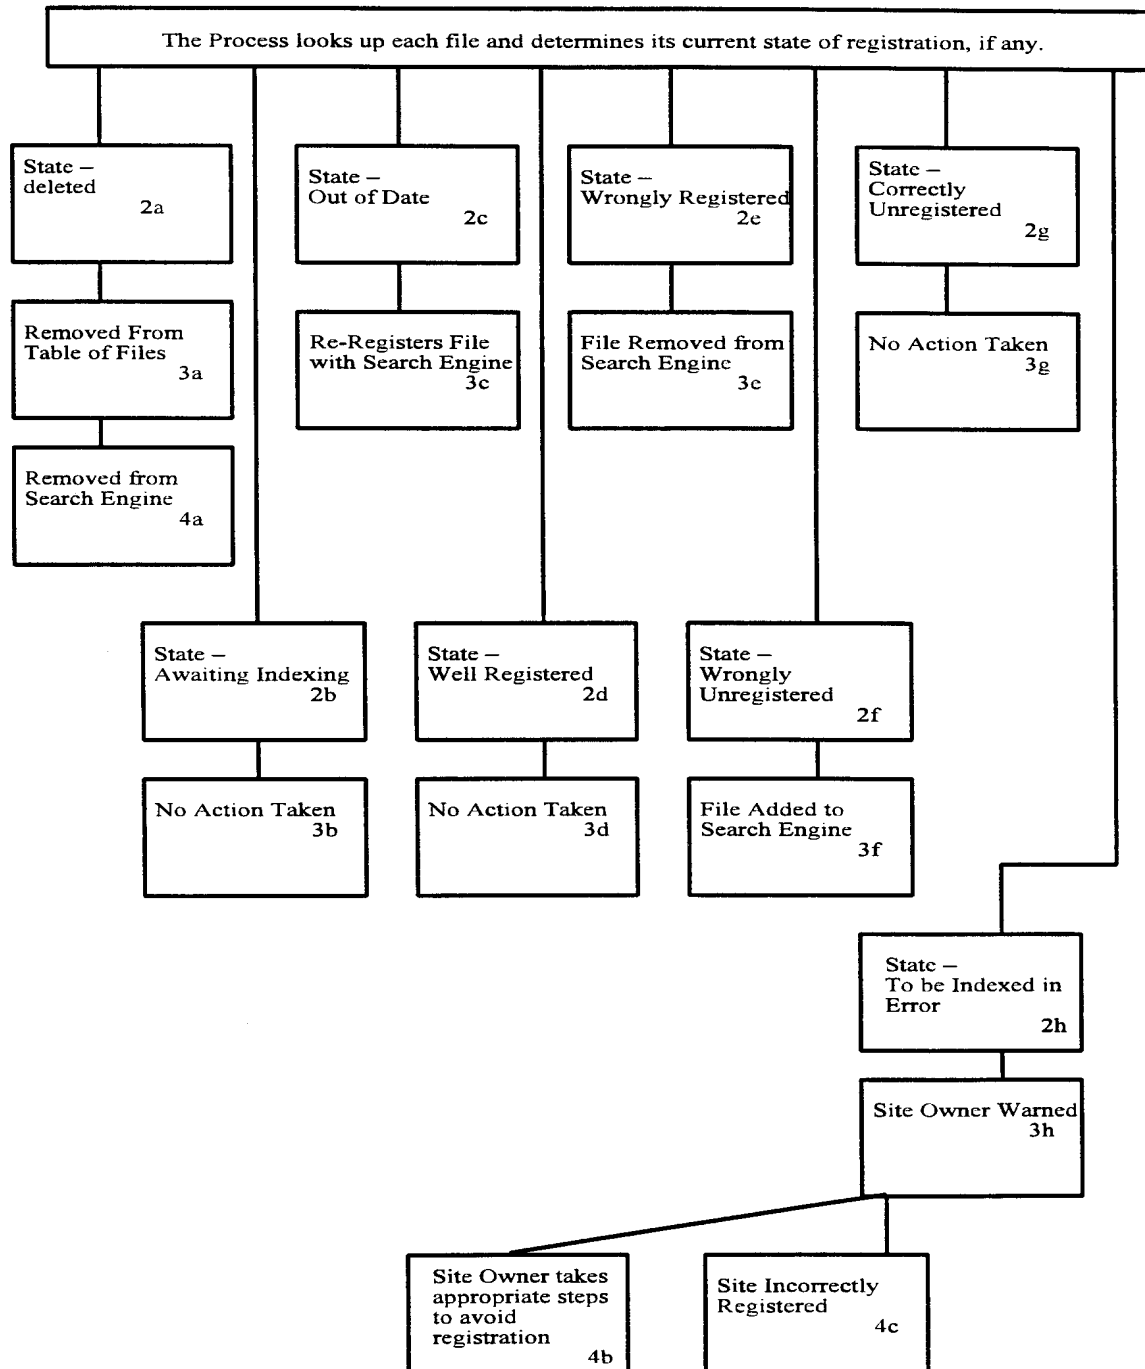 The Process looks up each file and determines its current state of registration, if any.
State –
deleted
2a
Removed From
Table of Files
3a
Removed from
Search Engine
4a
State –
Out of Date
2c
Re-Registers File
with Search Engine
3c
State –
Wrongly Registered
2e
File Removed from
Search Engine
3e
State –
Correctly
Unregistered
2g
No Action Taken
3g
State –
Awaiting Indexing
2b
No Action Taken
3b
State –
Well Registered
2d
No Action Taken
3d
State –
Wrongly
Unregistered
2f
File Added to
Search Engine
3f
State –
To be Indexed in
Error
2h
Site Owner Warned
3h
Site Owner takes
appropriate steps
to avoid
registration
4b
Site Incorrectly
Registered
4c